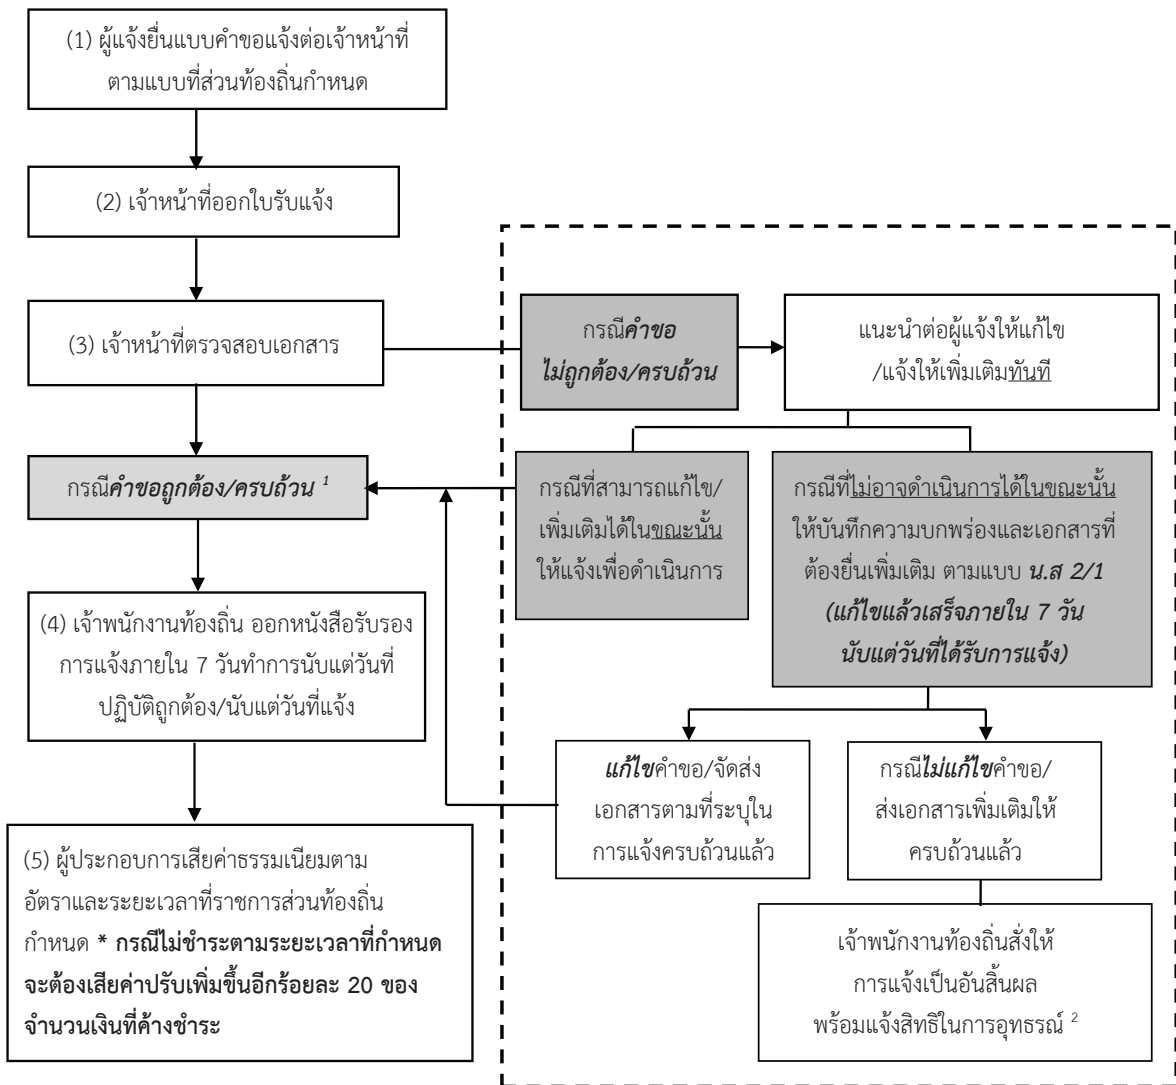 (1) ผู้แจ้งยื่นแบบคำขอแจ้งต่อเจ้าหน้าที่
ตามแบบที่ส่วนท้องถิ่นกำหนด
(2) เจ้าหน้าที่ออกใบรับแจ้ง
(3) เจ้าหน้าที่ตรวจสอบเอกสาร
กรณีคำขอ
ไม่ถูกต้อง/ครบถ้วน
แนะนำต่อผู้แจ้งให้แก้ไข
/แจ้งให้เพิ่มเติมทันที
กรณีคำขอถูกต้อง/ครบถ้วน 1
กรณีที่สามารถแก้ไข/
เพิ่มเติมได้ในขณะนั้น
ให้แจ้งเพื่อดำเนินการ
กรณีที่ไม่อาจดำเนินการได้ในขณะนั้น
ให้บันทึกความบกพร่องและเอกสารที่
ต้องยื่นเพิ่มเติม ตามแบบ น.ส 2/1
(แก้ไขแล้วเสร็จภายใน 7 วัน
นับแต่วันที่ได้รับการแจ้ง)
(4) เจ้าพนักงานท้องถิ่น ออกหนังสือรับรอง
การแจ้งภายใน 7 วันทำการนับแต่วันที่
ปฏิบัติถูกต้อง/นับแต่วันที่แจ้ง
แก้ไขคำขอ/จัดส่ง
เอกสารตามที่ระบุใน
การแจ้งครบถ้วนแล้ว
กรณีไม่แก้ไขคำขอ/
ส่งเอกสารเพิ่มเติมให้
ครบถ้วนแล้ว
(5) ผู้ประกอบการเสียค่าธรรมเนียมตาม
อัตราและระยะเวลาที่ราชการส่วนท้องถิ่น
กำหนด * กรณีไม่ชำระตามระยะเวลาที่กำหนด
จะต้องเสียค่าปรับเพิ่มขึ้นอีกร้อยละ 20 ของ
จำนวนเงินที่ค้างชำระ
เจ้าพนักงานท้องถิ่นสั่งให้
การแจ้งเป็นอันสิ้นผล
พร้อมแจ้งสิทธิในการอุทธรณ์ 2